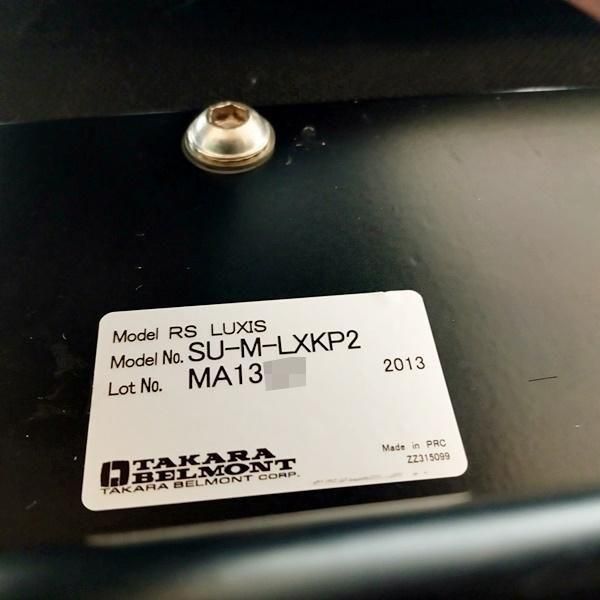 Model RS LUXIS
Model No. SU-M-LXKP2
Lot No. MA13
2013
TAKARA
BELMONT
TAKARA BELMONT CORP.
Made in PRC
ZZ315099